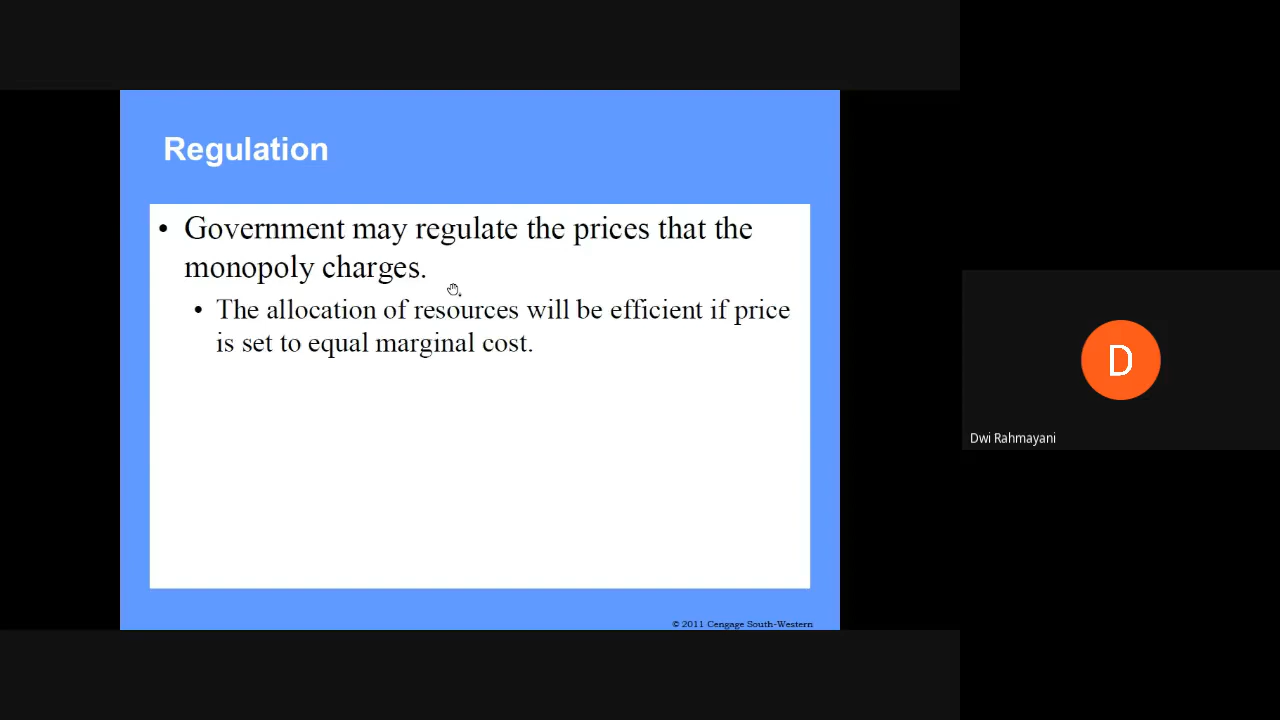 Regulation
• Government may regulate the prices that the
monopoly charges.
• The allocation of resources will be efficient if price
is set to equal marginal cost.
© 2011 Cengage South-Western
D
Dwi Rahmayani